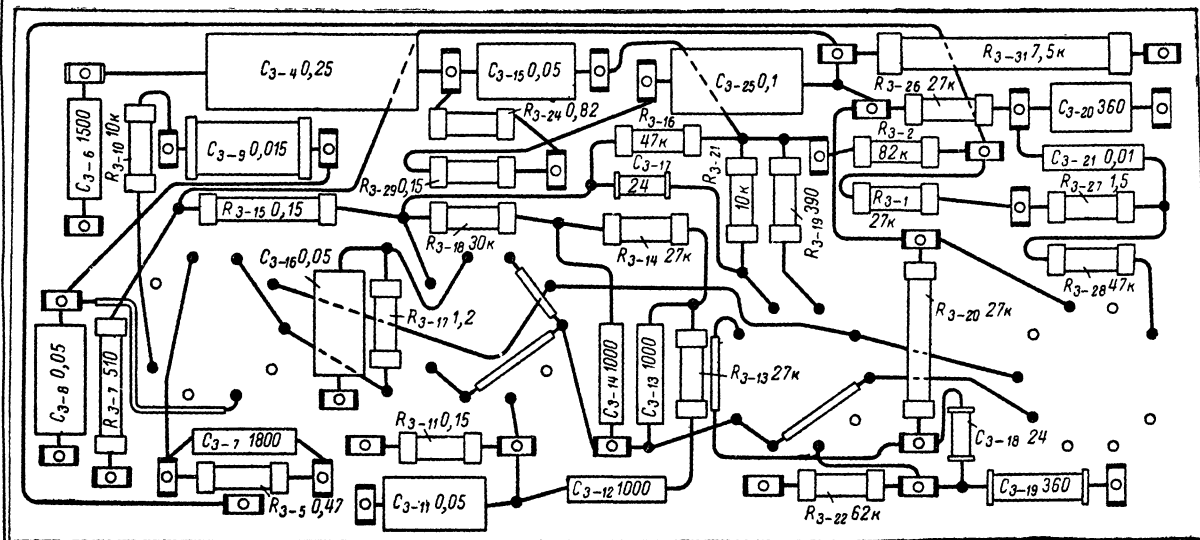 C3-4 0,25
C3-15 0,05
C3-25 0,1
R3-31 7,5к
R3-26 27к
C3-20 360
R3-24 0,82
R3-16
47к
R3-2
82к
C3-6 1500
R3-10 10к
C3-9 0,015
R3-29 0,15
C3-17
24
R3-21
10к
R3-19 390
C3-21 0,01
R3-27 1,5
R3-1
27к
R3-15 0,15
R3-18 30к
R3-14 27к
C3-16 0,05
R3-28 47к
R3-17 1,2
R3-20 27к
C3-8 0,05
R3-7 510
C3-14 1000
C3-13 1000
R3-13 27к
R3-11 0,15
C3-7 1800
C3-18 24
R3-5 0,47
C3-11 0,05
C3-12 1000
R3-22 62к
C3-19 360